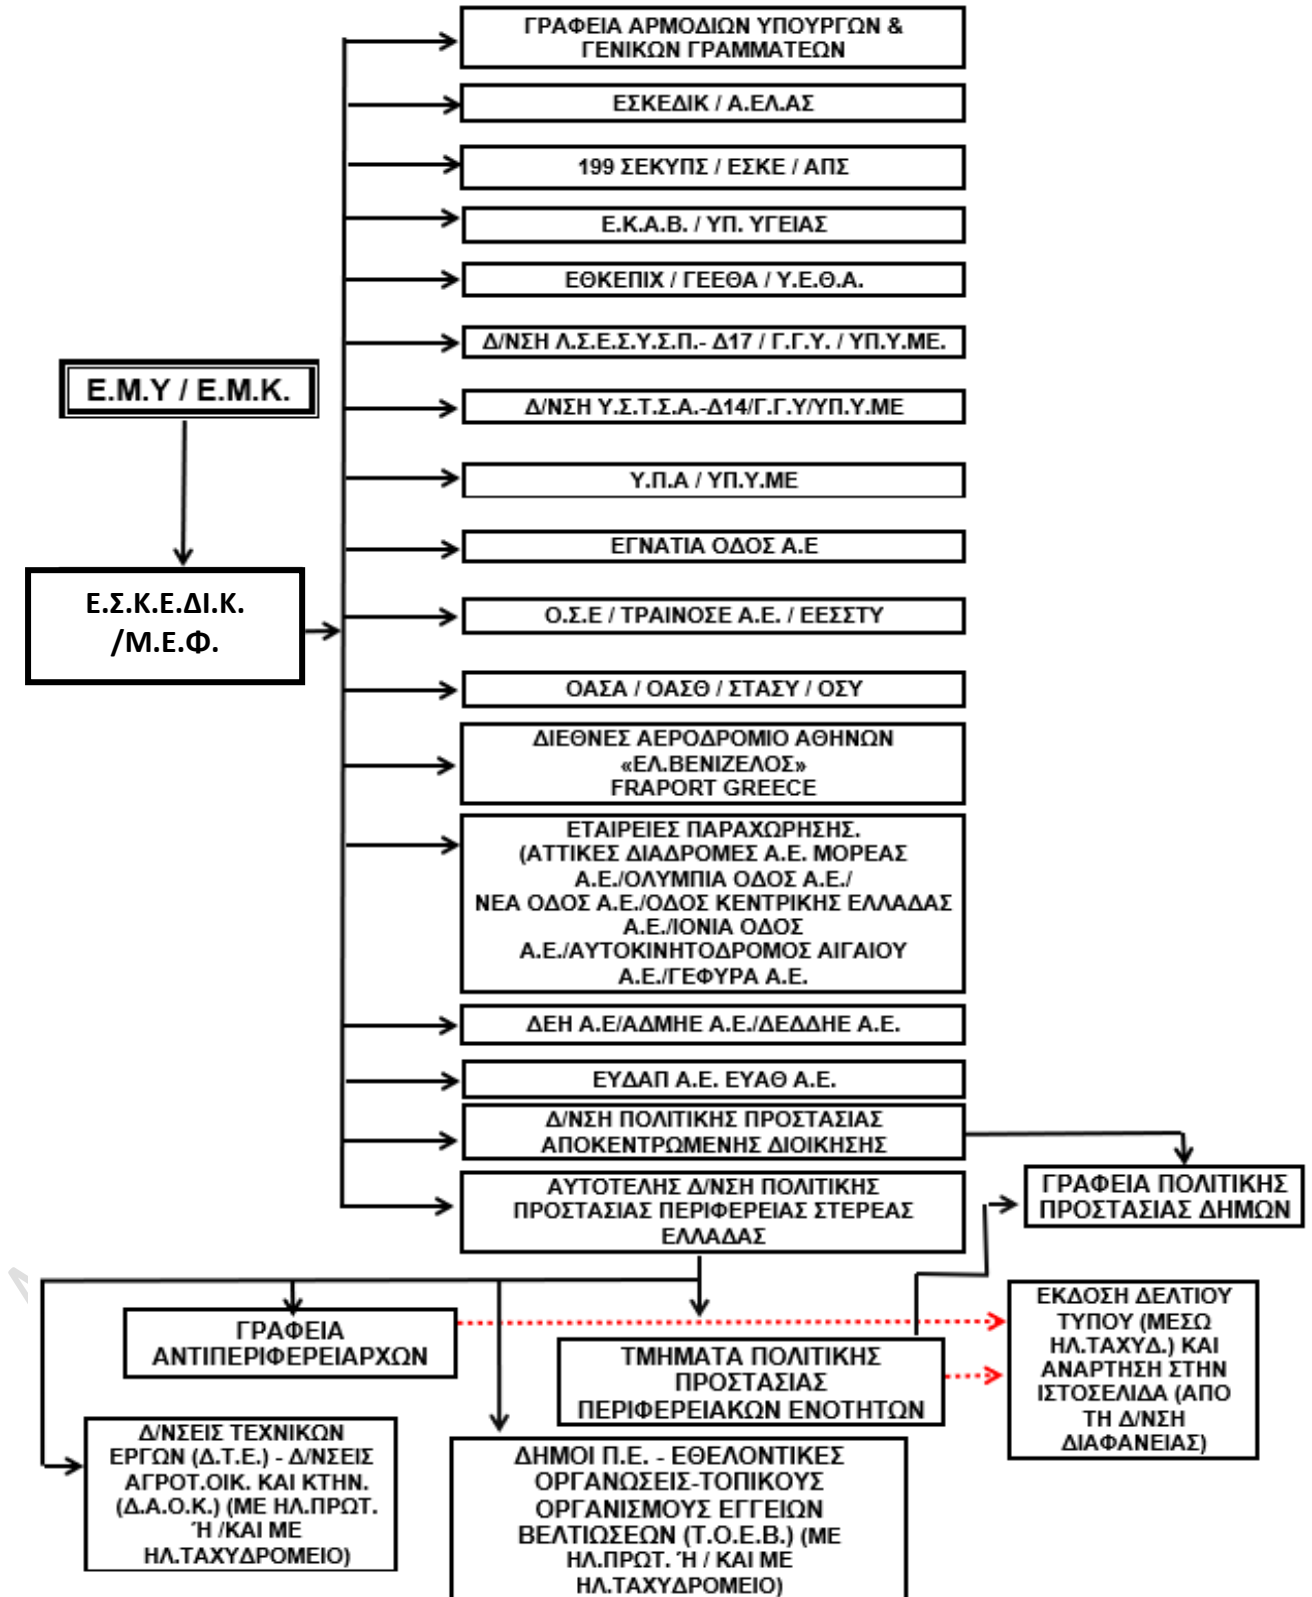 ΓΡΑΦΕΙΑ ΑΡΜΟΔΙΩΝ ΥΠΟΥΡΓΩΝ &
ΓΕΝΙΚΩΝ ΓΡΑΜΜΑΤΕΩΝ
ΕΣΚΕΔΙΚ / Α.ΕΛ.ΑΣ
199 ΣΕΚΥΠΣ / ΕΣΚΕ / ΑΠΣ
Ε.Κ.Α.Β. / ΥΠ. ΥΓΕΙΑΣ
ΕΘΚΕΠΙΧ / ΓΕΕΘΑ / Υ.Ε.Θ.Α.
Δ/ΝΣΗ Λ.Σ.Ε.Σ.Υ.Σ.Π.- Δ17 / Γ.Γ.Υ. / ΥΠ.Υ.ΜΕ.
Ε.Μ.Υ / Ε.Μ.Κ.
Δ/ΝΣΗ Υ.Σ.Τ.Σ.Α.-Δ14/Γ.Γ.Υ/ΥΠ.Υ.ΜΕ
Υ.Π.Α / ΥΠ.Υ.ΜΕ
ΕΓΝΑΤΙΑ ΟΔΟΣ Α.Ε
Ε.Σ.Κ.Ε.ΔΙ.Κ.
/Μ.Ε.Φ.
Ο.Σ.Ε / ΤΡΑΙΝΟΣΕ Α.Ε. / ΕΕΣΣΤΥ
ΟΑΣΑ / ΟΑΣΘ / ΣΤΑΣΥ / ΟΣΥ
ΔΙΕΘΝΕΣ ΑΕΡΟΔΡΟΜΙΟ ΑΘΗΝΩΝ
«ΕΛ.ΒΕΝΙΖΕΛΟΣ»
FRAPORT GREECE
ΕΤΑΙΡΕΙΕΣ ΠΑΡΑΧΩΡΗΣΗΣ.
(ΑΤΤΙΚΕΣ ΔΙΑΔΡΟΜΕΣ Α.Ε. ΜΟΡΕΑΣ
Α.Ε./ΟΛΥΜΠΙΑ ΟΔΟΣ Α.Ε./
ΝΕΑ ΟΔΟΣ Α.Ε./ΟΔΟΣ ΚΕΝΤΡΙΚΗΣ ΕΛΛΑΔΑΣ
Α.Ε./ΙΟΝΙΑ ΟΔΟΣ
Α.Ε./ΑΥΤΟΚΙΝΗΤΟΔΡΟΜΟΣ ΑΙΓΑΙΟΥ
Α.Ε./ΓΕΦΥΡΑ Α.Ε.
ΔΕΗ Α.Ε/ΑΔΜΗΕ Α.Ε./ΔΕΔΔΗΕ Α.Ε.
ΕΥΔΑΠ Α.Ε. ΕΥΑΘ Α.Ε.
Δ/ΝΣΗ ΠΟΛΙΤΙΚΗΣ ΠΡΟΣΤΑΣΙΑΣ
ΑΠΟΚΕΝΤΡΩΜΕΝΗΣ ΔΙΟΙΚΗΣΗΣ
ΑΥΤΟΤΕΛΗΣ Δ/ΝΣΗ ΠΟΛΙΤΙΚΗΣ
ΠΡΟΣΤΑΣΙΑΣ ΠΕΡΙΦΕΡΕΙΑΣ ΣΤΕΡΕΑΣ
ΕΛΛΑΔΑΣ
ΓΡΑΦΕΙΑ ΠΟΛΙΤΙΚΗΣ
ΠΡΟΣΤΑΣΙΑΣ ΔΗΜΩΝ
ΓΡΑΦΕΙΑ
ΑΝΤΙΠΕΡΙΦΕΡΕΙΑΡΧΩΝ
ΤΜΗΜΑΤΑ ΠΟΛΙΤΙΚΗΣ
ΠΡΟΣΤΑΣΙΑΣ
ΠΕΡΙΦΕΡΕΙΑΚΩΝ ΕΝΟΤΗΤΩΝ
ΕΚΔΟΣΗ ΔΕΛΤΙΟΥ
ΤΥΠΟΥ (ΜΕΣΩ
ΗΛ.ΤΑΧΥΔ.) ΚΑΙ
ΑΝΑΡΤΗΣΗ ΣΤΗΝ
ΙΣΤΟΣΕΛΙΔΑ (ΑΠΟ
ΤΗ Δ/ΝΣΗ
ΔΙΑΦΑΝΕΙΑΣ)
Δ/ΝΣΕΙΣ ΤΕΧΝΙΚΩΝ
ΕΡΓΩΝ (Δ.Τ.Ε.) - Δ/ΝΣΕΙΣ
ΑΓΡΟΤ.ΟΙΚ. ΚΑΙ ΚΤΗΝ.
(Δ.Α.Ο.Κ.) (ΜΕ ΗΛ.ΠΡΩΤ.
Ή /ΚΑΙ ΜΕ
ΗΛ.ΤΑΧΥΔΡΟΜΕΙΟ)
ΔΗΜΟΙ Π.Ε. - ΕΘΕΛΟΝΤΙΚΕΣ
ΟΡΓΑΝΩΣΕΙΣ-ΤΟΠΙΚΟΥΣ
ΟΡΓΑΝΙΣΜΟΥΣ ΕΓΓΕΙΩΝ
ΒΕΛΤΙΩΣΕΩΝ (Τ.Ο.Ε.Β.) (ΜΕ
ΗΛ.ΠΡΩΤ. Ή / ΚΑΙ ΜΕ
ΗΛ.ΤΑΧΥΔΡΟΜΕΙΟ)